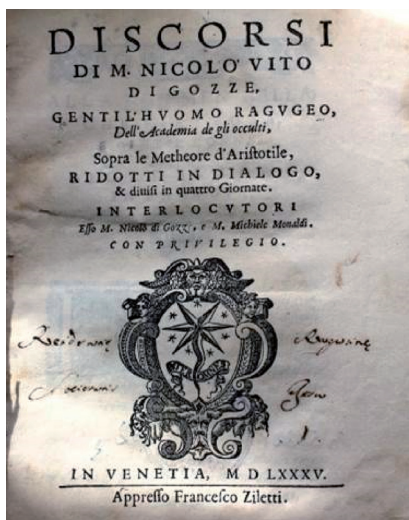 DISCORSI
DI M. NICOLO' VITO
DI GOZZE,
GENTIL'HVOMO RAGVGEO,
Dell'Academia de gli occulti,
Sopra le Metheore d'Aristotile,
RIDOTTI IN DIALOGO,
& diuisi in quattro Giornate.
INTERLOCVTORI
Esso M. Nicolò di Gozze, e M. Michiele Monaldi.
CON PRIVILEGIO.
IN VENETIA, M D LXXXV.
Appresso Francesco Ziletti.